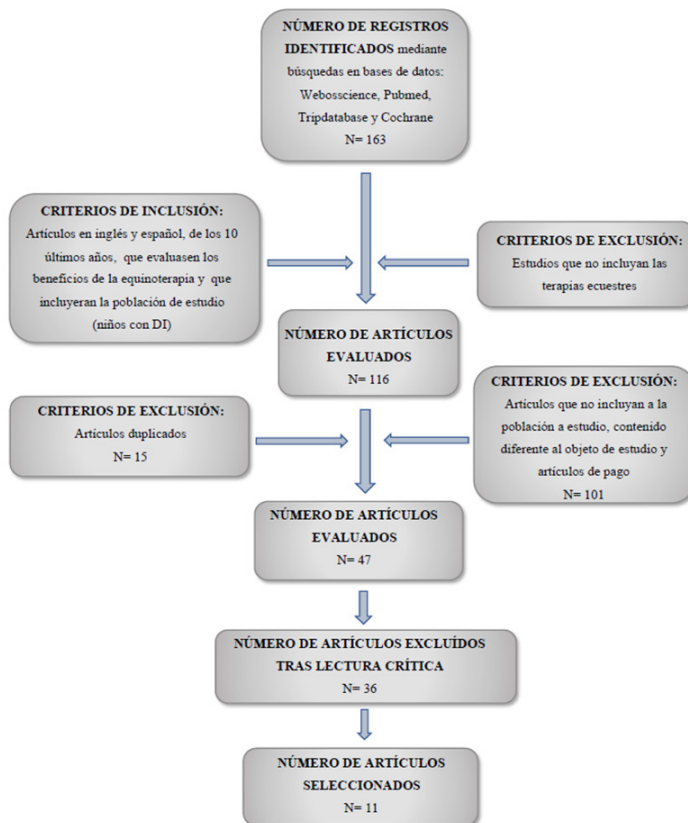 NÚMERO DE REGISTROS
IDENTIFICADOS mediante
búsquedas en bases de datos:
Webosscience, Pubmed,
Tripdatabase y Cochrane
N= 163
CRITERIOS DE INCLUSIÓN:
Artículos en inglés y español, de los 10
últimos años, que evaluasen los
beneficios de la equinoterapia y que
incluyeran la población de estudio
(niños con DI)
CRITERIOS DE EXCLUSIÓN:
Estudios que no incluyan las
terapias ecuestres
NÚMERO DE ARTÍCULOS
EVALUADOS
N= 116
CRITERIOS DE EXCLUSIÓN:
Artículos duplicados
N= 15
CRITERIOS DE EXCLUSIÓN:
Artículos que no incluyan a la
población a estudio, contenido
diferente al objeto de estudio y
artículos de pago
N= 101
NÚMERO DE ARTÍCULOS
EVALUADOS
N= 47
NÚMERO DE ARTÍCULOS EXCLUÍDOS
TRAS LECTURA CRÍTICA
N= 36
NÚMERO DE ARTÍCULOS
SELECCIONADOS
N= 11